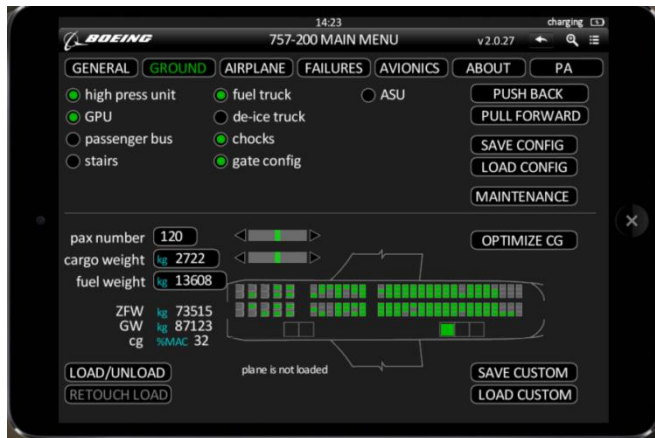 14:23
charging
BOEING
757-200 MAIN MENU
v 2.0.27
GENERAL GROUND AIRPLANE FAILURES AVIONICS ABOUT PA
high press unit fuel truck ASU PUSH BACK
GPU de-ice truck PULL FORWARD
passenger bus chocks SAVE CONFIG
stairs gate config LOAD CONFIG
MAINTENANCE
pax number 120 OPTIMIZE CG
cargo weight kg 2722
fuel weight kg 13608
ZFW kg 73515
GW kg 87123
cg %MAC 32
LOAD/UNLOAD plane is not loaded SAVE CUSTOM
RETOUCH LOAD LOAD CUSTOM